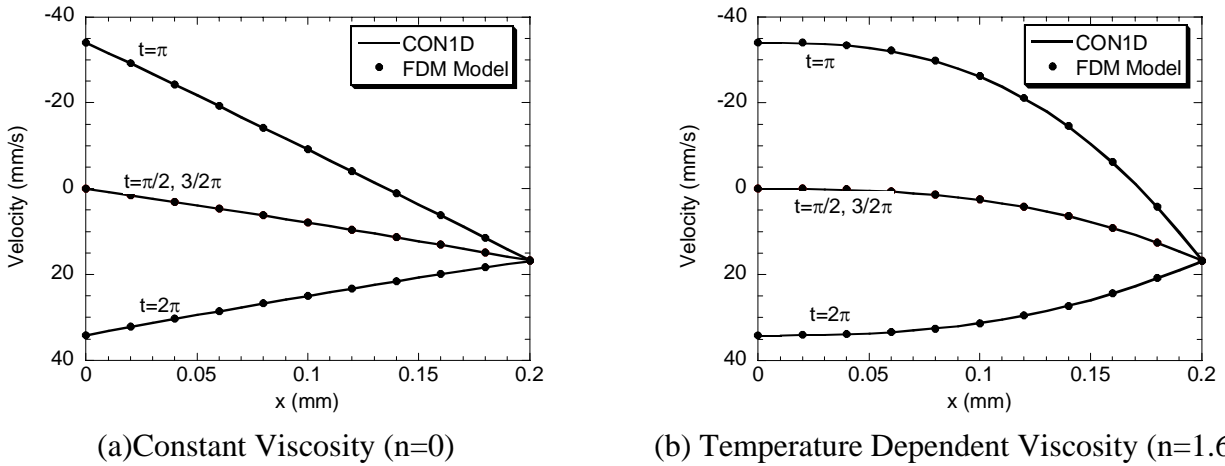 -40
-20
0
20
40
Velocity (mm/s)
0
0.05
0.1
0.15
0.2
x (mm)
CON1D
FDM Model
t=π
t=π/2, 3/2π
t=2π
(a)Constant Viscosity (n=0)
-40
-20
0
20
40
Velocity (mm/s)
0
0.05
0.1
0.15
0.2
x (mm)
CON1D
FDM Model
t=π
t=π/2, 3/2π
t=2π
(b) Temperature Dependent Viscosity (n=1.6